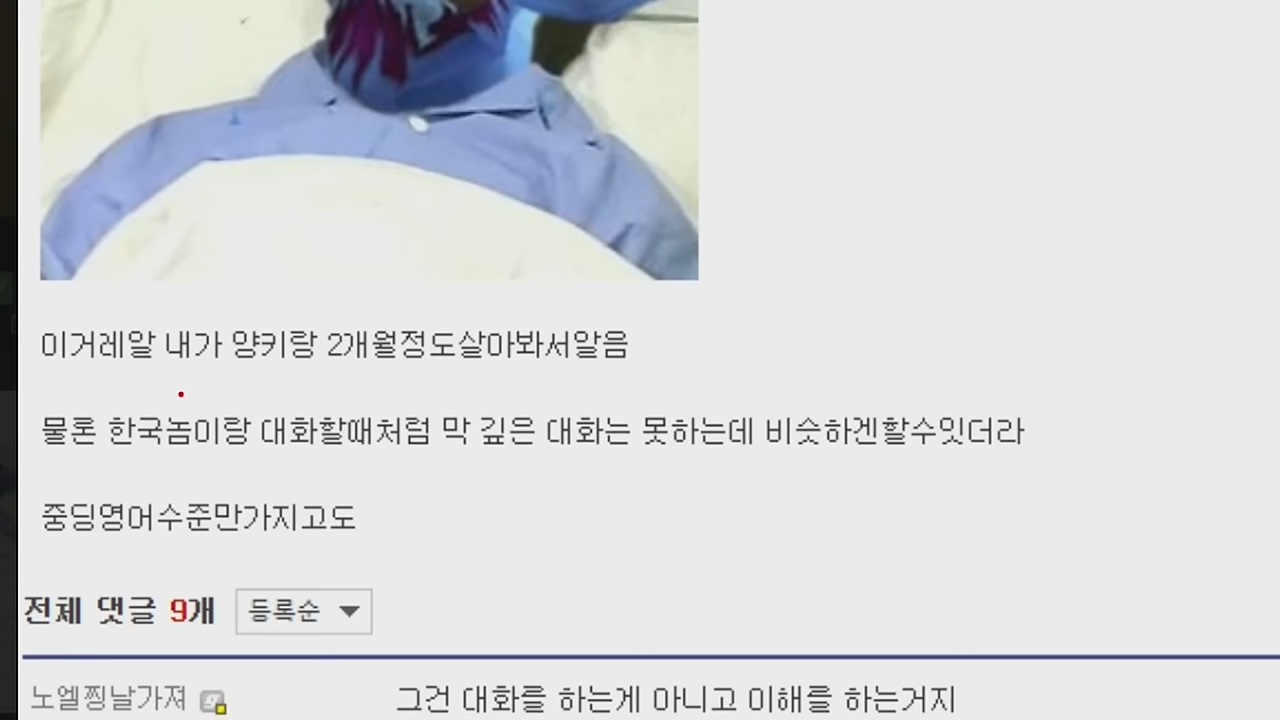 이거레알 내가 양키랑 2개월정도살아봐서알음
물론 한국놈이랑 대화할때처럼 막 깊은 대화는 못하는데 비슷하겐할수잇더라
중딩영어수준만가지고도
전체 댓글 9개 등록순
노엘찡날가져 그건 대화를 하는게 아니고 이해를 하는거지